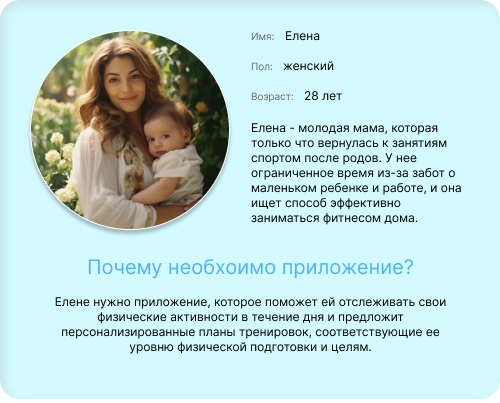 Имя: Елена
Пол: женский
Возраст: 28 лет
Елена - молодая мама, которая
только что вернулась к занятиям
спортом после родов. У нее
ограниченное время из-за забот о
маленьком ребенке и работе, и она
ищет способ эффективно
заниматься фитнесом дома.
Почему необхоимо приложение?
Елене нужно приложение, которое поможет ей отслеживать свои
физические активности в течение дня и предложит
персонализированные планы тренировок, соответствующие ее
уровню физической подготовки и целям.